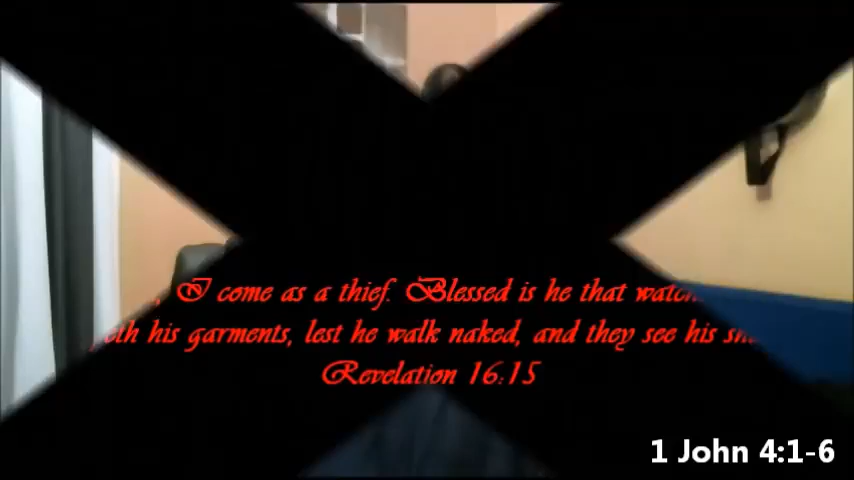 I come as a thief. Blessed is he that
his garments, lest he walk naked, and they see his
Revelation 16:15
1 John 4:1-6